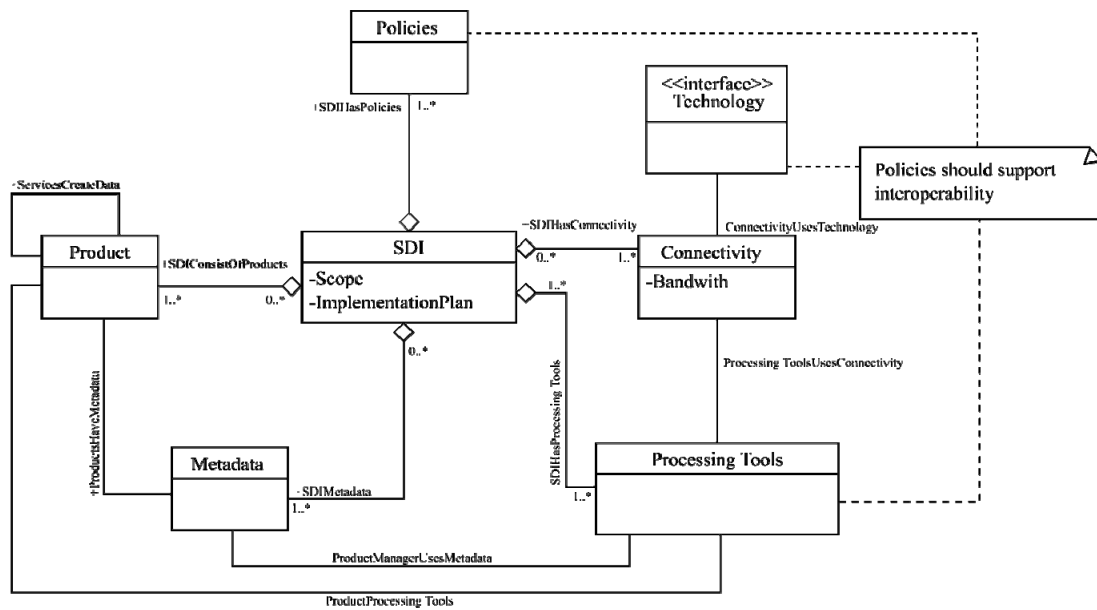 Policies
+SDIHasPolicies
1..*
<<interface>>
Technology
Policies should support
interoperability
-ServicesCreateData
Product
+SDIConsistOfProducts
1..*
0..*
SDI
-Scope
-ImplementationPlan
~SDIHasConnectivity
0..*
1..*
ConnectivityUsesTechnology
Connectivity
-Bandwith
1..*
0..*
Processing ToolsUsesConnectivity
+ProductsHaveMetadata
SDIHasProcessing Tools
Metadata
-SDIMetadata
1..*
Processing Tools
1..*
ProductManagerUsesMetadata
ProductProcessing Tools